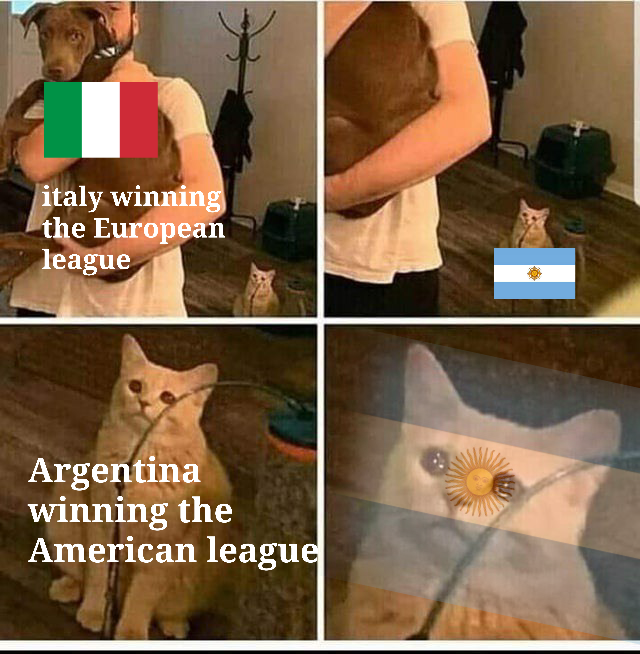 italy winning
the European
league
Argentina
winning the
American league